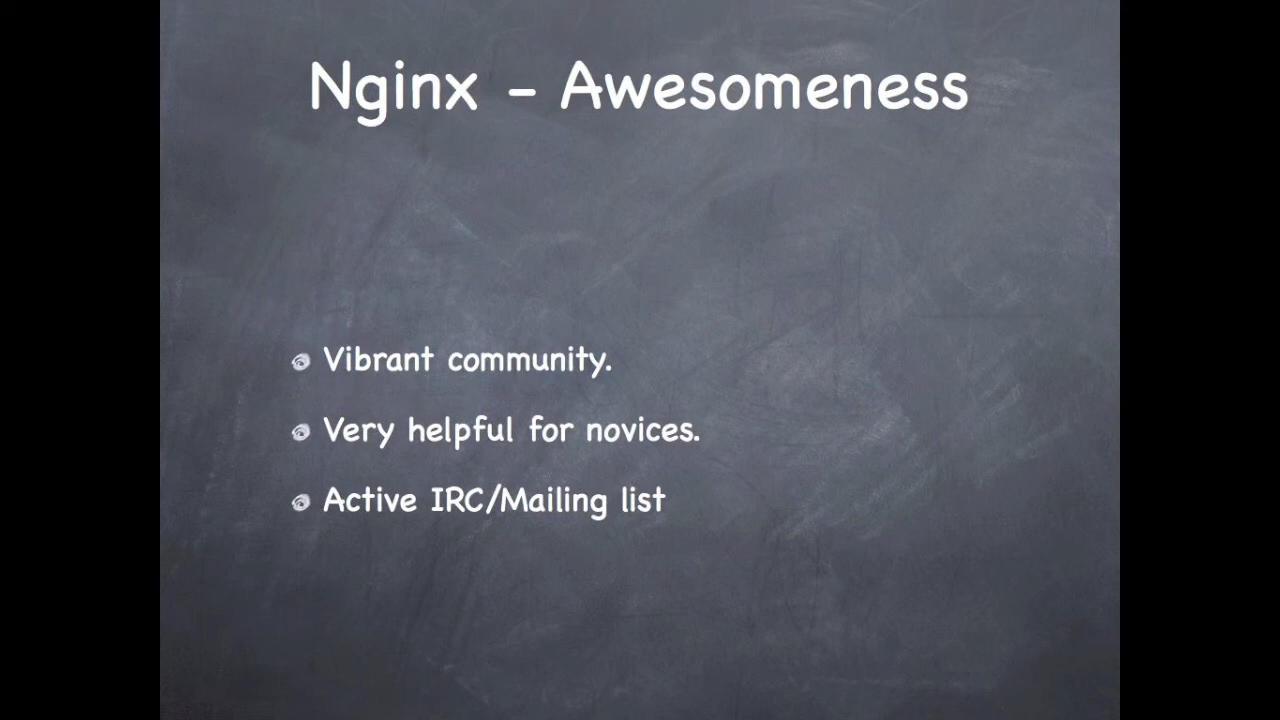 Nginx - Awesomeness
Vibrant community.
Very helpful for novices.
Active IRC/Mailing list